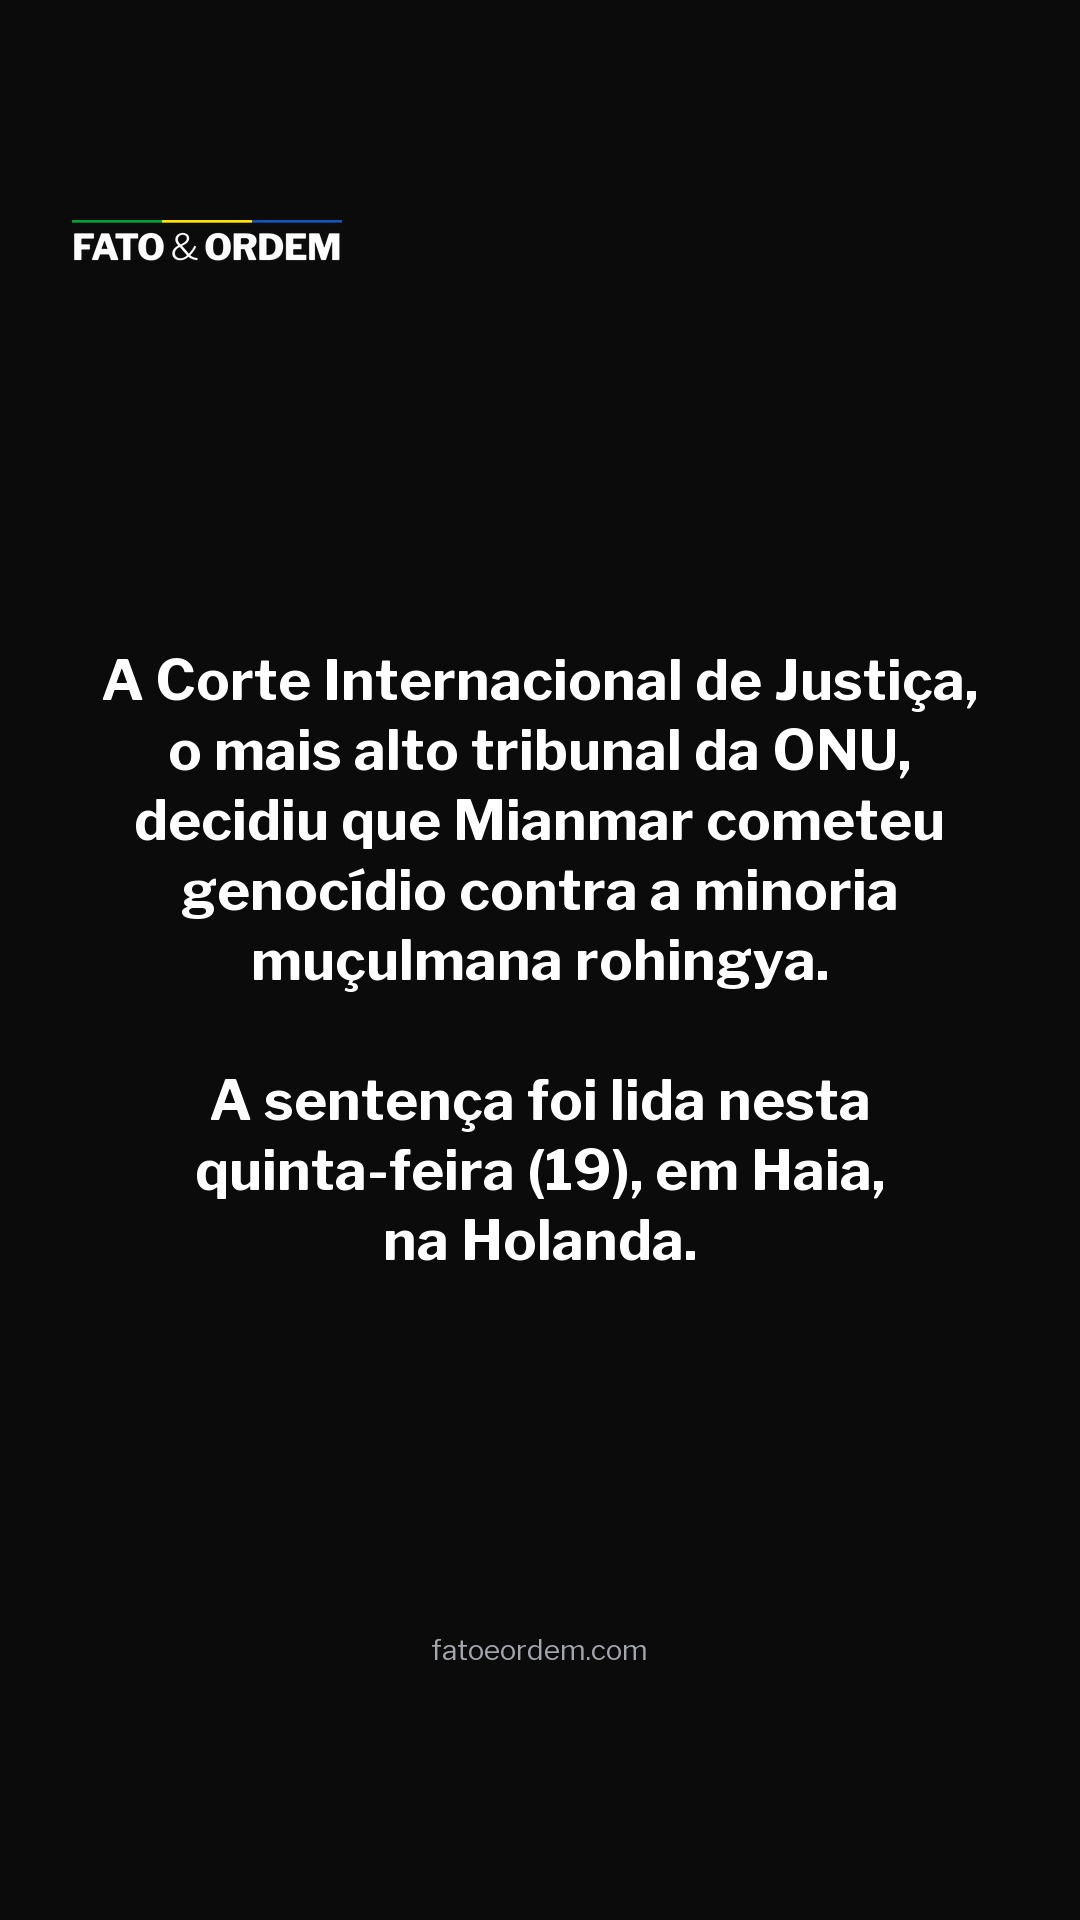 FATO & ORDEM
A Corte Internacional de Justiça,
o mais alto tribunal da ONU,
decidiu que Mianmar cometeu
genocídio contra a minoria
muçulmana rohingya.
A sentença foi lida nesta
quinta-feira (19), em Haia,
na Holanda.
fatoeordem.com